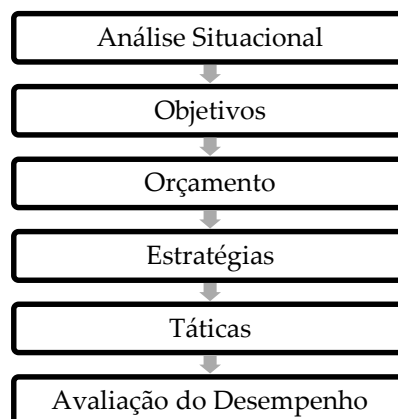 Análise Situacional
Objetivos
Orçamento
Estratégias
Táticas
Avaliação do Desempenho